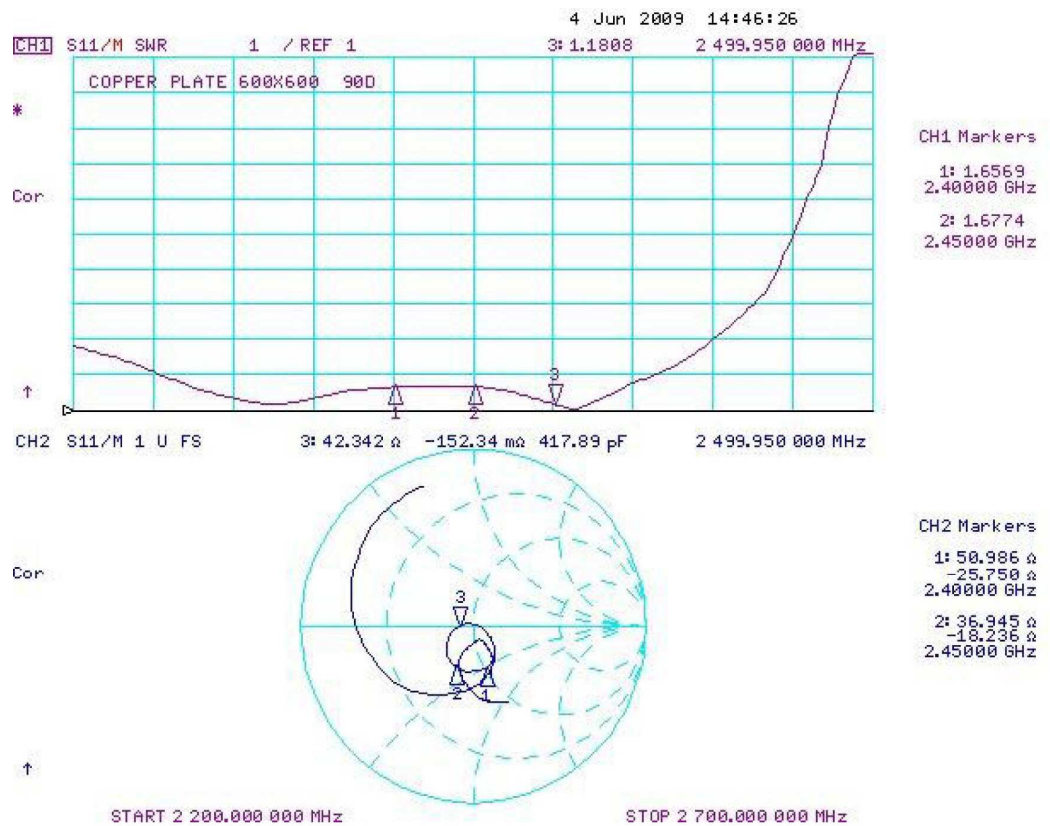 4 Jun 2009 14:46:26
CH1 S11/M SWR 1 / REF 1 3: 1.1808 2 499.950 000 MHz
COPPER PLATE 600X600 90D
*
CH1 Markers
1: 1.6569
2.40000 GHz
Cor
2: 1.6774
2.45000 GHz
3
↑
1 2
CH2 S11/M 1 U FS 3: 42.342 Ω -152.34 mΩ 417.89 pF 2 499.950 000 MHz
CH2 Markers
1: 50.986 Ω
-25.750 Ω
2.40000 GHz
Cor
3
2: 36.945 Ω
-18.236 Ω
2.45000 GHz
2 1
↑
START 2 200.000 000 MHz STOP 2 700.000 000 MHz